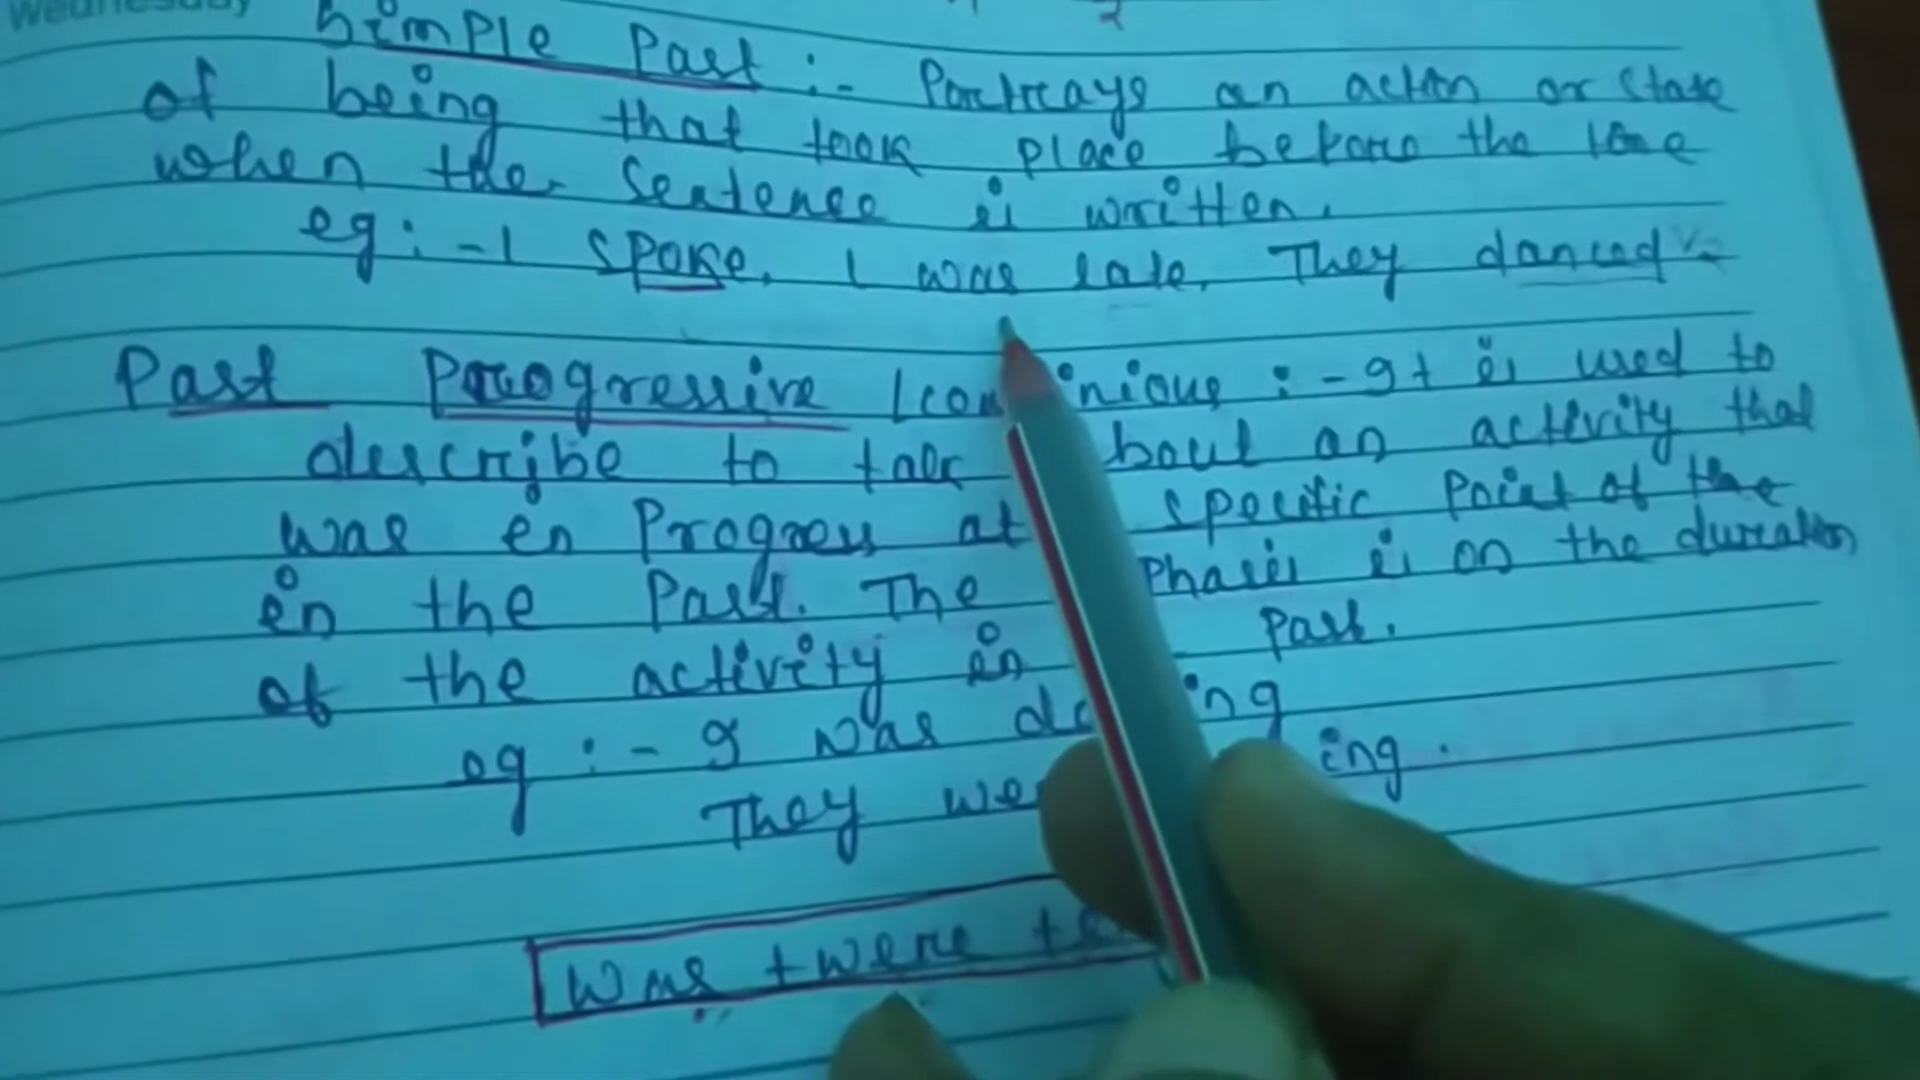 Wednesday
Simple Past :- Portrays an action or state
of being that took place before the time
when the sentence is written.
eg :- I spoke. I was late. They danced
Past Progressive / con inious :- It is used to
describe to talk bout an activity that
was in Progress at specific Point of the
in the Past. The phasis is on the duration
of the activity in past.
eg :- I was do ing
They we ing.
Was + were +